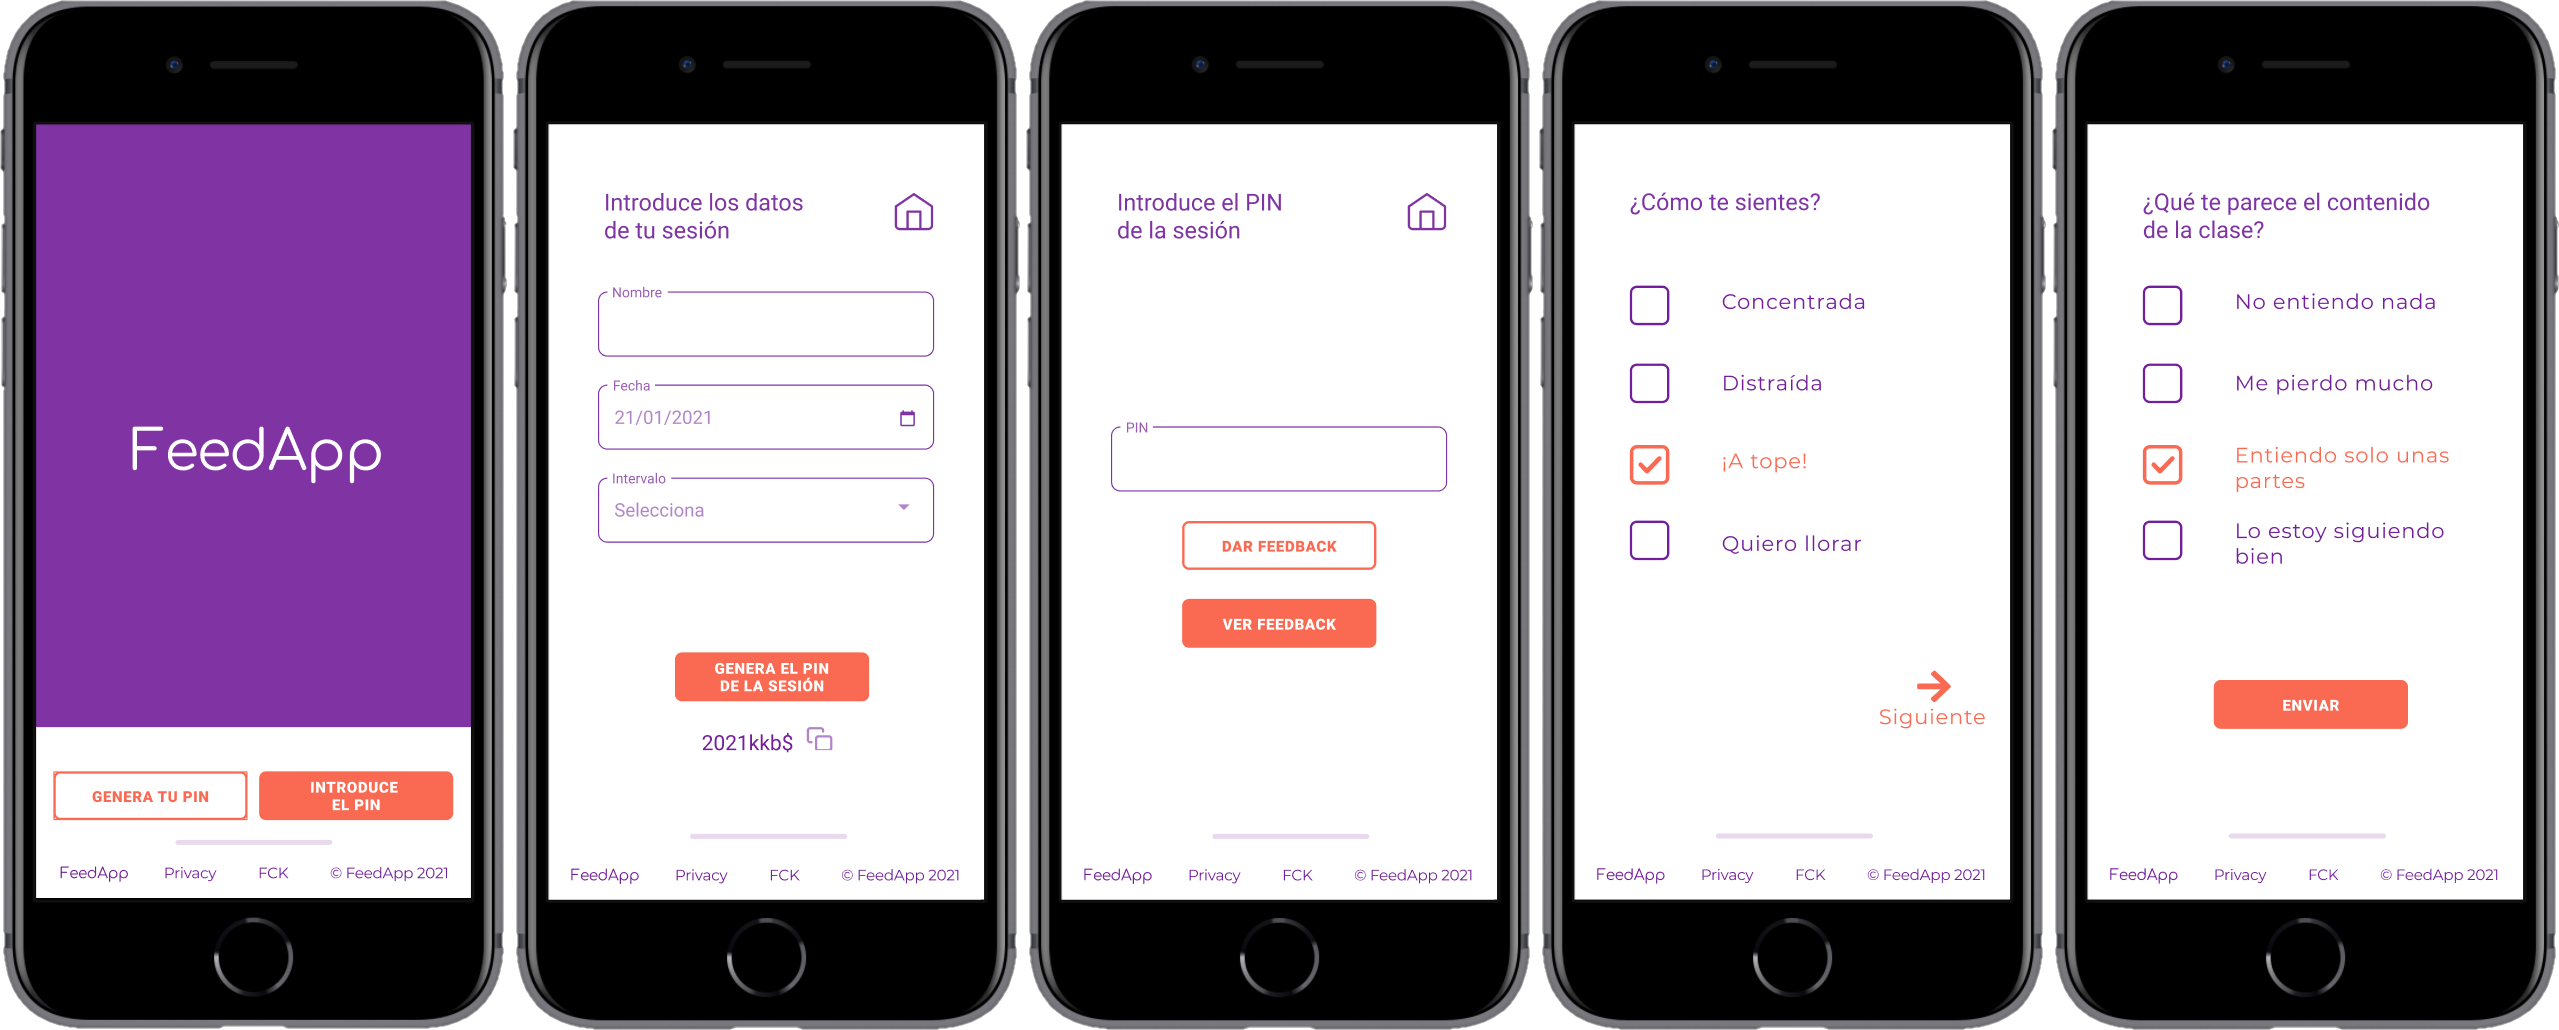 FeedApp
GENERA TU PIN
INTRODUCE
EL PIN
FeedApp Privacy FCK © FeedApp 2021
Introduce los datos
de tu sesión
Nombre
Fecha
21/01/2021
Intervalo
Selecciona
GENERA EL PIN
DE LA SESIÓN
2021kkb$
FeedApp Privacy FCK © FeedApp 2021
Introduce el PIN
de la sesión
PIN
DAR FEEDBACK
VER FEEDBACK
FeedApp Privacy FCK © FeedApp 2021
¿Cómo te sientes?
Concentrada
Distraída
¡A tope!
Quiero llorar
Siguiente
FeedApp Privacy FCK © FeedApp 2021
¿Qué te parece el contenido
de la clase?
No entiendo nada
Me pierdo mucho
Entiendo solo unas
partes
Lo estoy siguiendo
bien
ENVIAR
FeedApp Privacy FCK © FeedApp 2021